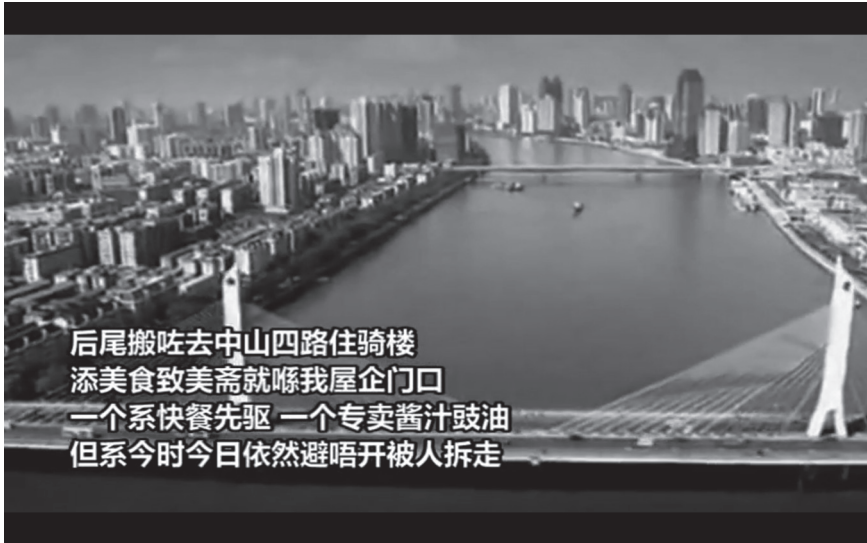 后尾搬咗去中山四路住骑楼
添美食致美斋就喺我屋企门口
一个系快餐先驱 一个专卖酱汁豉油
但系今时今日依然避唔开被人拆走